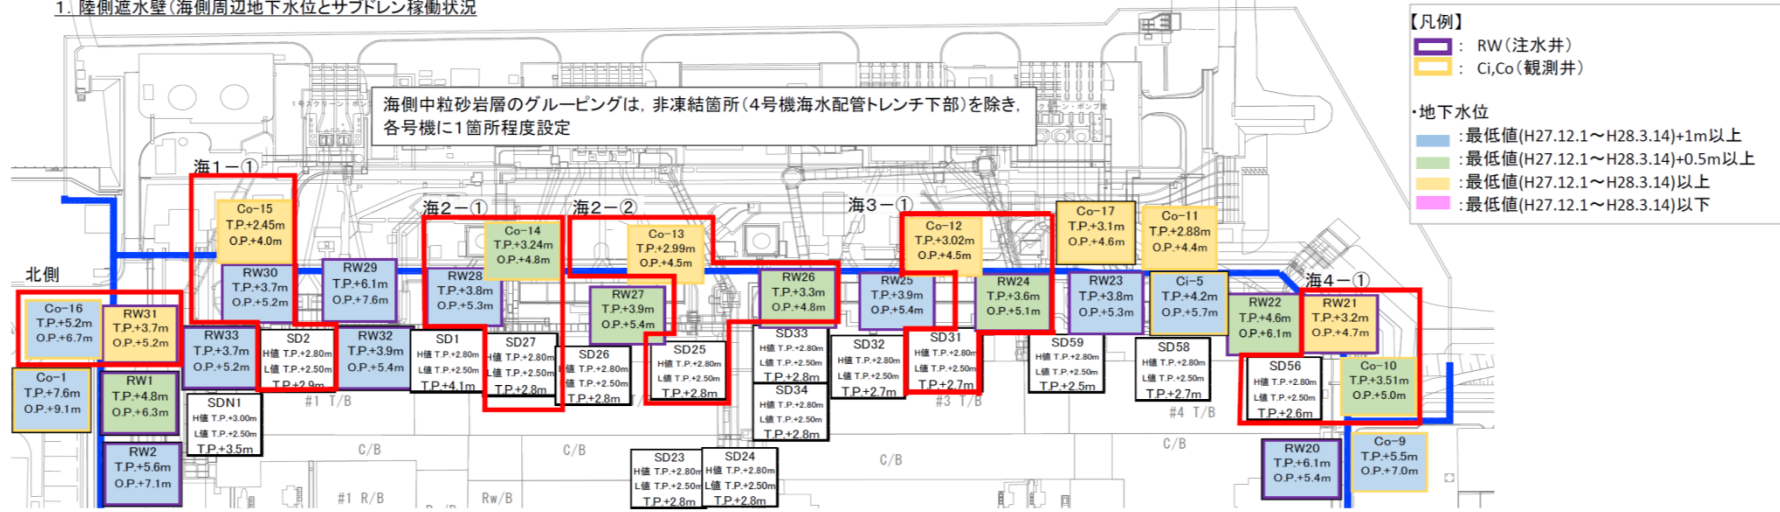 1．陸側遮水壁（海側周辺地下水位とサブドレン稼働状況
【凡例】
： RW（注水井）
： Ci,Co（観測井）
・地下水位
：最低値(H27.12.1～H28.3.14)+1m以上
：最低値(H27.12.1～H28.3.14)+0.5m以上
：最低値(H27.12.1～H28.3.14)以上
：最低値(H27.12.1～H28.3.14)以下
海側中粒砂岩層のグルーピングは，非凍結箇所（4号機海水配管トレンチ下部）を除き，
各号機に1箇所程度設定
海1－①
海2－①
海2－②
海3－①
海4－①
北側
Co-15
T.P.+2.45m
O.P.+4.0m
Co-14
T.P.+3.24m
O.P.+4.8m
Co-13
T.P.+2.99m
O.P.+4.5m
Co-12
T.P.+3.02m
O.P.+4.5m
Co-17
T.P.+3.1m
O.P.+4.6m
Co-11
T.P.+2.88m
O.P.+4.4m
RW30
T.P.+3.7m
O.P.+5.2m
RW29
T.P.+6.1m
O.P.+7.6m
RW28
T.P.+3.8m
O.P.+5.3m
RW27
T.P.+3.9m
O.P.+5.4m
RW26
T.P.+3.3m
O.P.+4.8m
RW25
T.P.+3.9m
O.P.+5.4m
RW24
T.P.+3.6m
O.P.+5.1m
RW23
T.P.+3.8m
O.P.+5.3m
Ci-5
T.P.+4.2m
O.P.+5.7m
RW22
T.P.+4.6m
O.P.+6.1m
RW21
T.P.+3.2m
O.P.+4.7m
Co-16
T.P.+5.2m
O.P.+6.7m
RW31
T.P.+3.7m
O.P.+5.2m
RW33
T.P.+3.7m
O.P.+5.2m
SD2
H値 T.P.+2.80m
L値 T.P.+2.50m
T.P.+2.9m
RW32
T.P.+3.9m
O.P.+5.4m
SD1
H値 T.P.+2.80m
L値 T.P.+2.50m
T.P.+4.1m
SD27
H値 T.P.+2.80m
L値 T.P.+2.50m
T.P.+2.8m
SD26
H値 T.P.+2.80m
L値 T.P.+2.50m
T.P.+2.8m
SD25
H値 T.P.+2.80m
L値 T.P.+2.50m
T.P.+2.8m
SD33
H値 T.P.+2.80m
L値 T.P.+2.50m
T.P.+2.8m
SD32
H値 T.P.+2.80m
L値 T.P.+2.50m
T.P.+2.7m
SD31
H値 T.P.+2.80m
L値 T.P.+2.50m
T.P.+2.7m
SD59
H値 T.P.+2.80m
L値 T.P.+2.50m
T.P.+2.5m
SD58
H値 T.P.+2.80m
L値 T.P.+2.50m
T.P.+2.7m
SD56
H値 T.P.+2.80m
L値 T.P.+2.50m
T.P.+2.6m
Co-10
T.P.+3.51m
O.P.+5.0m
Co-1
T.P.+7.6m
O.P.+9.1m
RW1
T.P.+4.8m
O.P.+6.3m
SDN1
H値 T.P.+3.00m
L値 T.P.+2.50m
T.P.+3.5m
SD34
H値 T.P.+2.80m
L値 T.P.+2.50m
T.P.+2.8m
#1 T/B
#3 T/B
#4 T/B
RW2
T.P.+5.6m
O.P.+7.1m
C/B
C/B
C/B
C/B
SD23
H値 T.P.+2.80m
L値 T.P.+2.50m
T.P.+2.8m
SD24
H値 T.P.+2.80m
L値 T.P.+2.50m
T.P.+2.8m
RW20
T.P.+6.1m
O.P.+5.4m
Co-9
T.P.+5.5m
O.P.+7.0m
#1 R/B
Rw/B